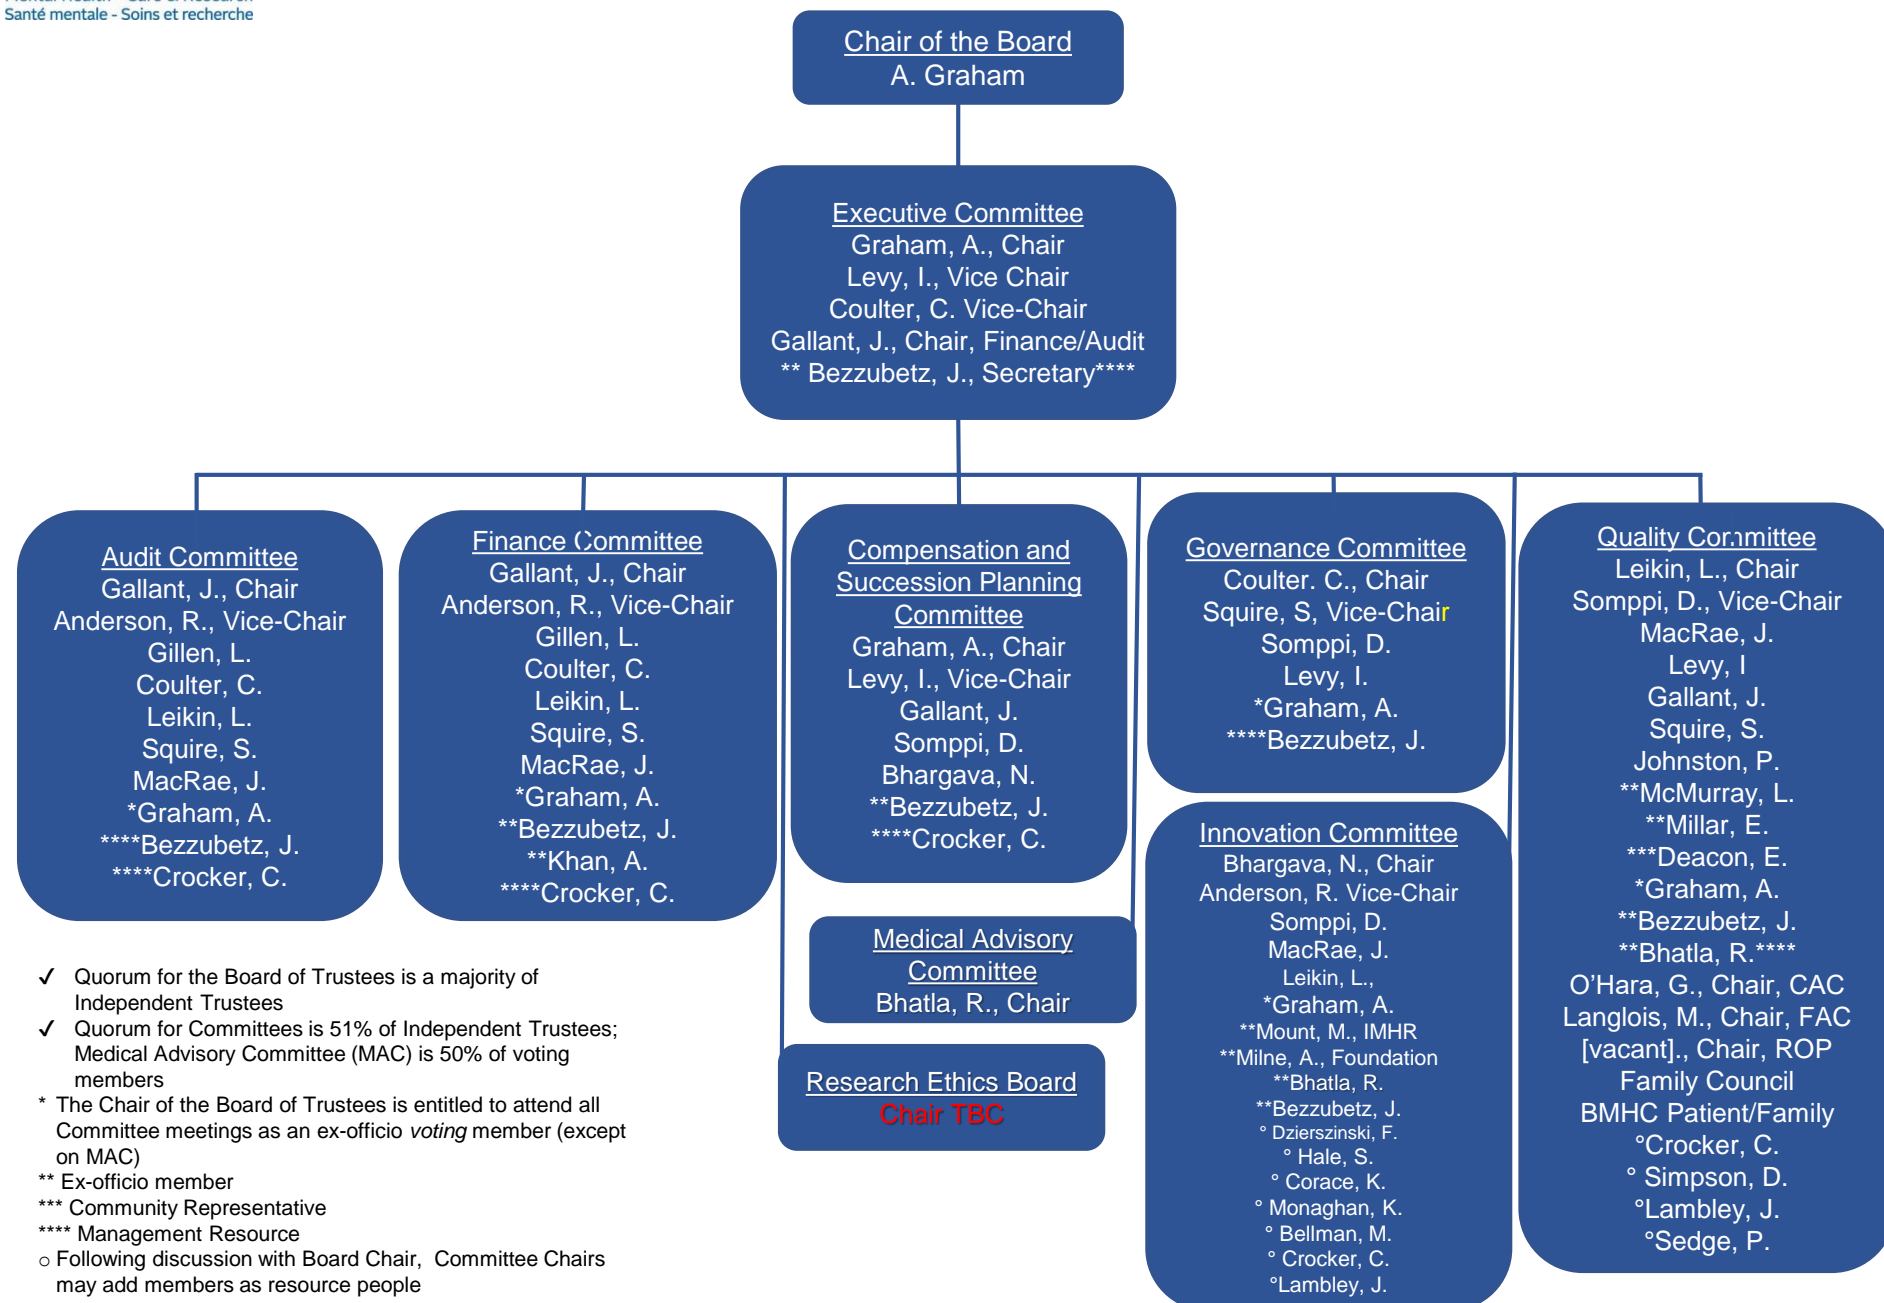 Santé mentale - Soins et recherche
Chair of the Board
A. Graham
Executive Committee
Graham, A., Chair
Levy, I., Vice Chair
Coulter, C. Vice-Chair
Gallant, J., Chair, Finance/Audit
** Bezzubetz, J., Secretary****
Audit Committee
Gallant, J., Chair
Anderson, R., Vice-Chair
Gillen, L.
Coulter, C.
Leikin, L.
Squire, S.
MacRae, J.
*Graham, A.
****Bezzubetz, J.
****Crocker, C.
Finance Committee
Gallant, J., Chair
Anderson, R., Vice-Chair
Gillen, L.
Coulter, C.
Leikin, L.
Squire, S.
MacRae, J.
*Graham, A.
**Bezzubetz, J.
**Khan, A.
****Crocker, C.
Compensation and
Succession Planning
Committee
Graham, A., Chair
Levy, I., Vice-Chair
Gallant, J.
Somppi, D.
Bhargava, N.
**Bezzubetz, J.
****Crocker, C.
Medical Advisory
Committee
Bhatla, R., Chair
Research Ethics Board
Chair TBC
Governance Committee
Coulter. C., Chair
Squire, S, Vice-Chair
Somppi, D.
Levy, I.
*Graham, A.
****Bezzubetz, J.
Innovation Committee
Bhargava, N., Chair
Anderson, R. Vice-Chair
Somppi, D.
MacRae, J.
Leikin, L.,
*Graham, A.
**Mount, M., IMHR
**Milne, A., Foundation
**Bhatla, R.
**Bezzubetz, J.
° Dzierszinski, F.
° Hale, S.
° Corace, K.
° Monaghan, K.
° Bellman, M.
° Crocker, C.
°Lambley, J.
Quality Committee
Leikin, L., Chair
Somppi, D., Vice-Chair
MacRae, J.
Levy, I
Gallant, J.
Squire, S.
Johnston, P.
**McMurray, L.
**Millar, E.
***Deacon, E.
*Graham, A.
**Bezzubetz, J.
**Bhatla, R.****
O'Hara, G., Chair, CAC
Langlois, M., Chair, FAC
[vacant]., Chair, ROP
Family Council
BMHC Patient/Family
°Crocker, C.
° Simpson, D.
°Lambley, J.
°Sedge, P.
✓ Quorum for the Board of Trustees is a majority of
Independent Trustees
✓ Quorum for Committees is 51% of Independent Trustees;
Medical Advisory Committee (MAC) is 50% of voting
members
* The Chair of the Board of Trustees is entitled to attend all
Committee meetings as an ex-officio voting member (except
on MAC)
** Ex-officio member
*** Community Representative
**** Management Resource
○ Following discussion with Board Chair, Committee Chairs
may add members as resource people